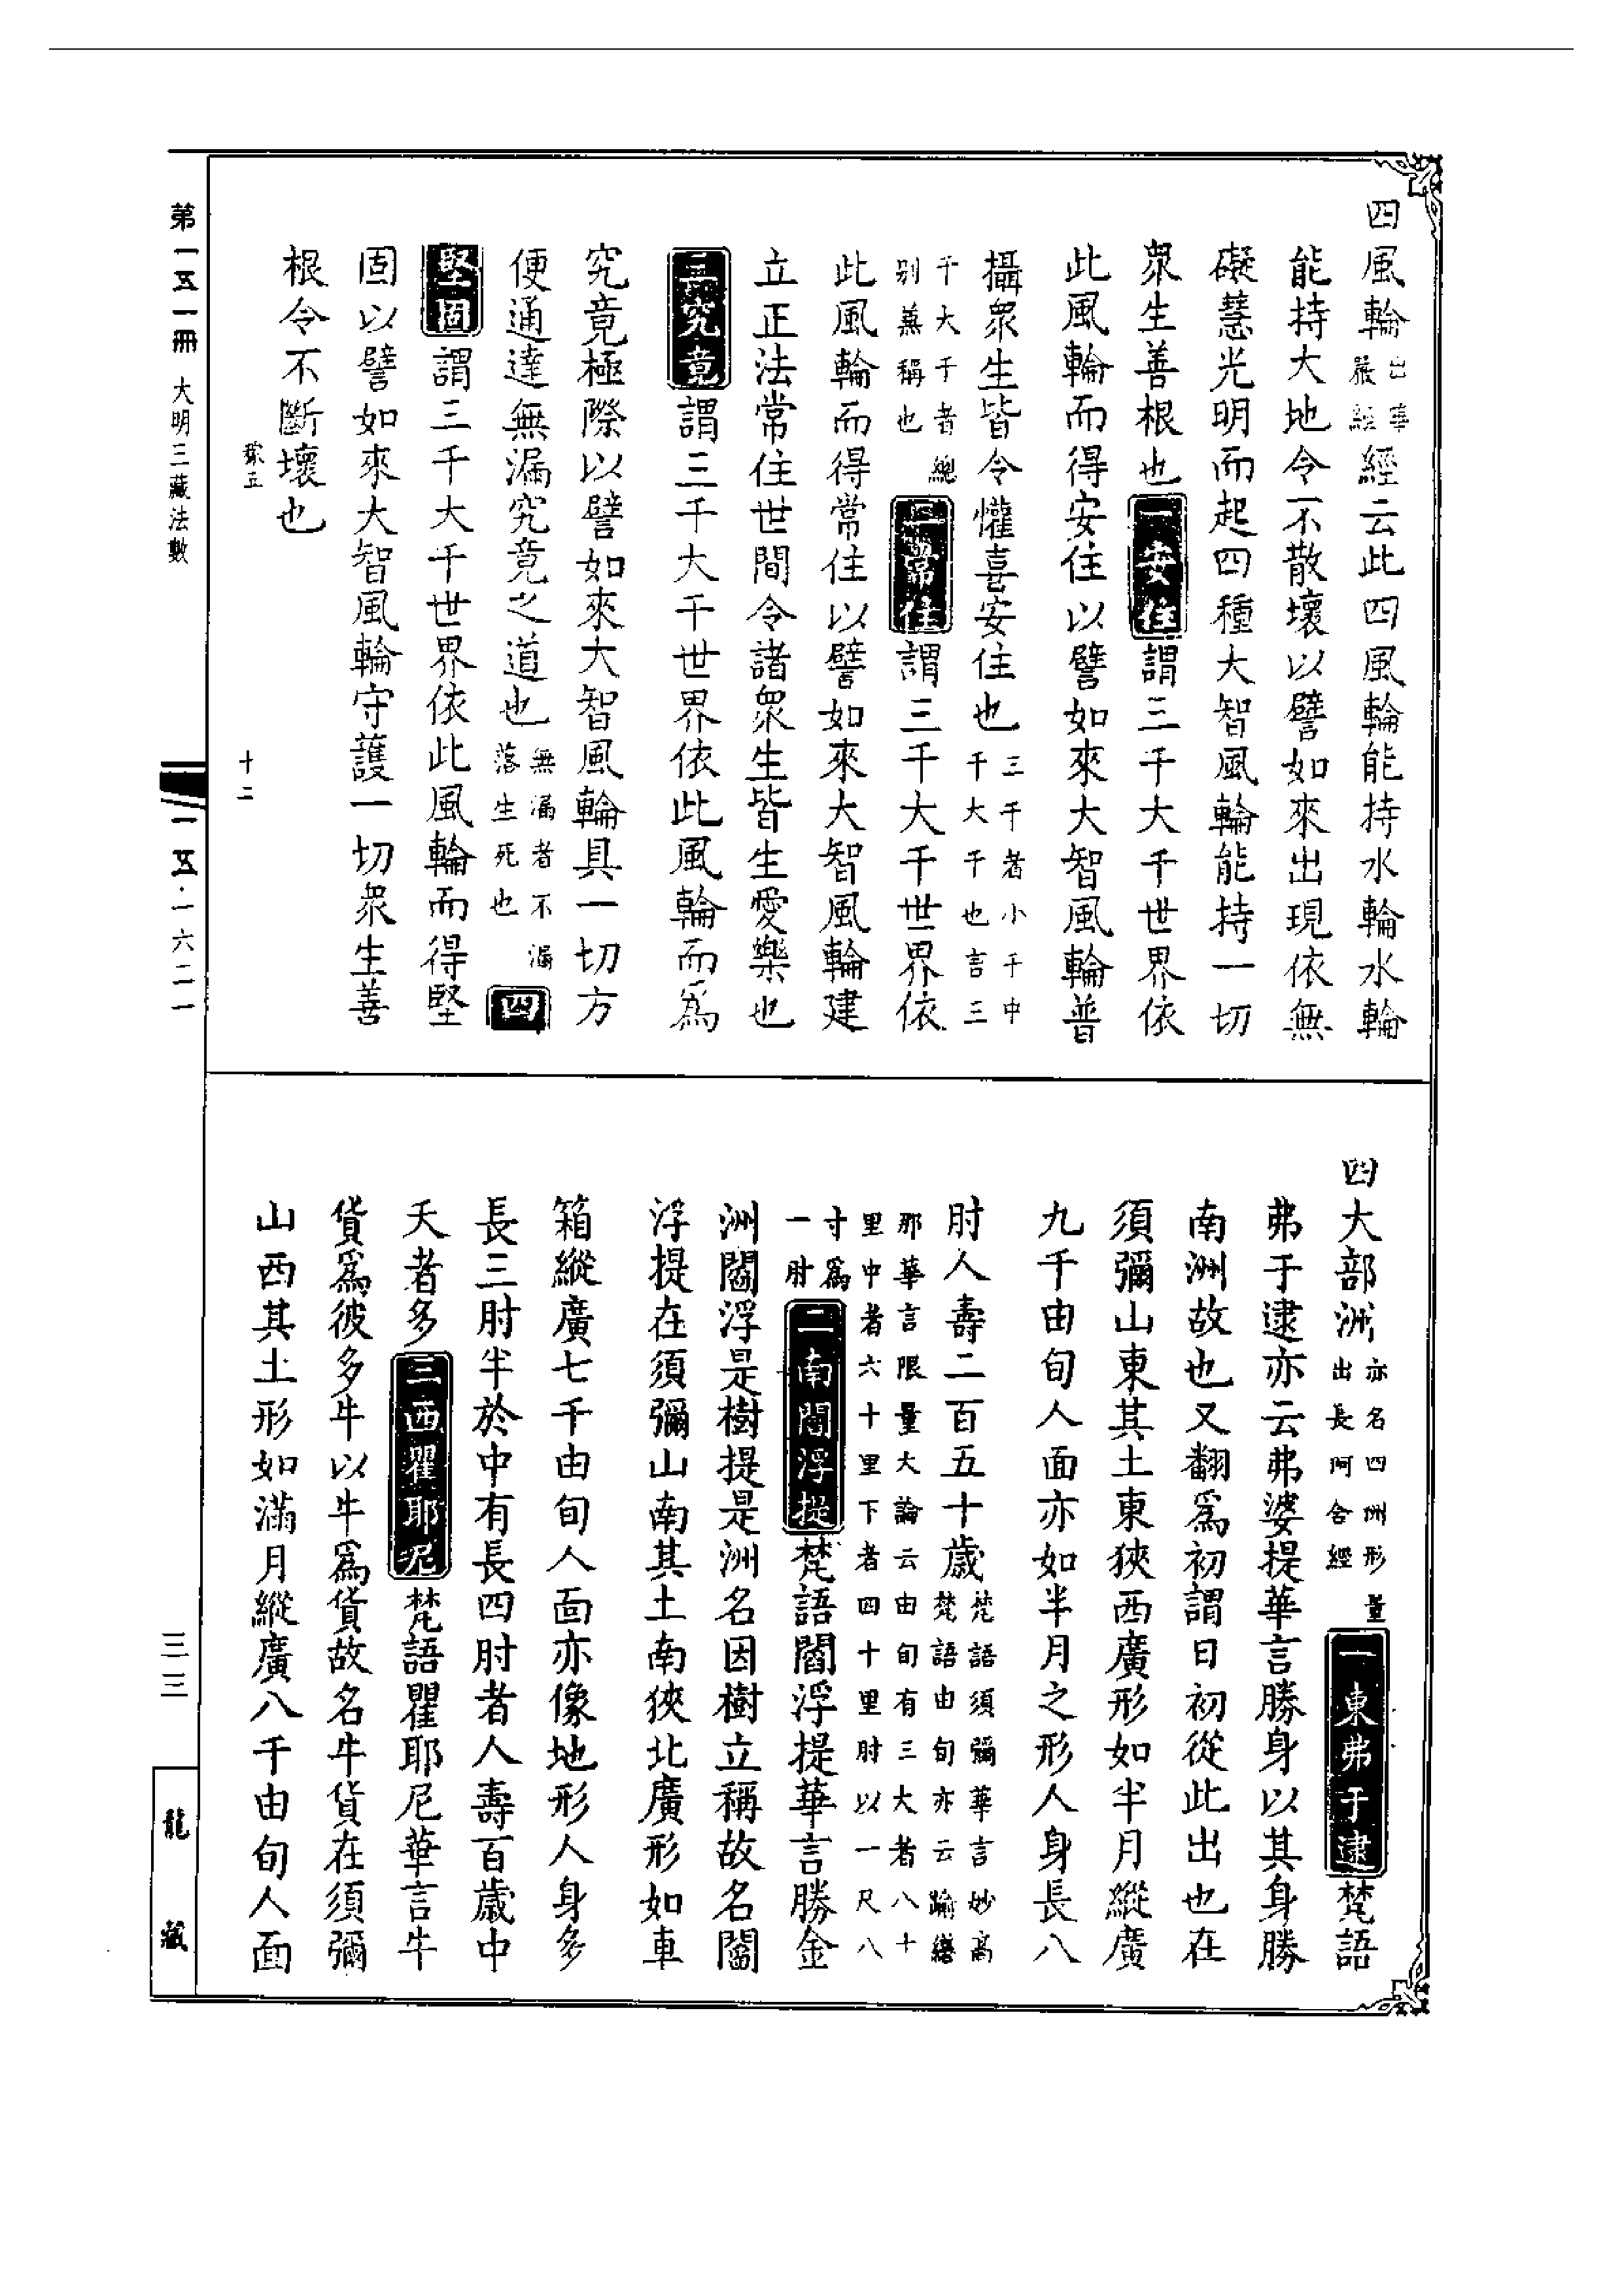 四風輪出華嚴經經云此四風輪能持水輪水輪
能持大地令不散壞以譬如來出現依無
礙慧光明而起四種大智風輪能持一切
衆生善根也一安住謂三千大千世界依
此風輪而得安住以譬如來大智風輪普
攝衆生皆令懽喜安住也三千者小千中千大千也言三
千大千者總別兼稱也二常住謂三千大千世界依
此風輪而得常住以譬如來大智風輪建
立正法常住世間令諸衆生皆生愛樂也
三究竟謂三千大千世界依此風輪而為
究竟極際以譬如來大智風輪具一切方
便通達無漏究竟之道也無漏者不漏落生死也四
堅固謂三千大千世界依此風輪而得堅
固以譬如來大智風輪守護一切衆生善
根令不斷壞也
稼五 十二
四大部洲亦名四洲形量出長阿含經一東弗于逮梵語
弗于逮亦云弗婆提華言勝身以其身勝
南洲故也又翻為初謂日初從此出也在
須彌山東其土東狹西廣形如半月縱廣
九千由旬人面亦如半月之形人身長八
肘人壽二百五十歲梵語須彌華言妙高梵語由旬亦云踰繕
那華言限量大論云由旬有三大者八十里中者六十里下者四十里肘以一尺八
寸為一肘二南閻浮提梵語閻浮提華言勝金
洲閻浮是樹提是洲名因樹立稱故名閻
浮提在須彌山南其土南狹北廣形如車
箱縱廣七千由旬人面亦像地形人身多
長三肘半於中有長四肘者人壽百歲中
夭者多三西瞿耶尼梵語瞿耶尼華言牛
貨為彼多牛以牛為貨故名牛貨在須彌
山西其土形如滿月縱廣八千由旬人面
第一五一冊 大明三藏法數
一一五·一六二一
三三
龍藏